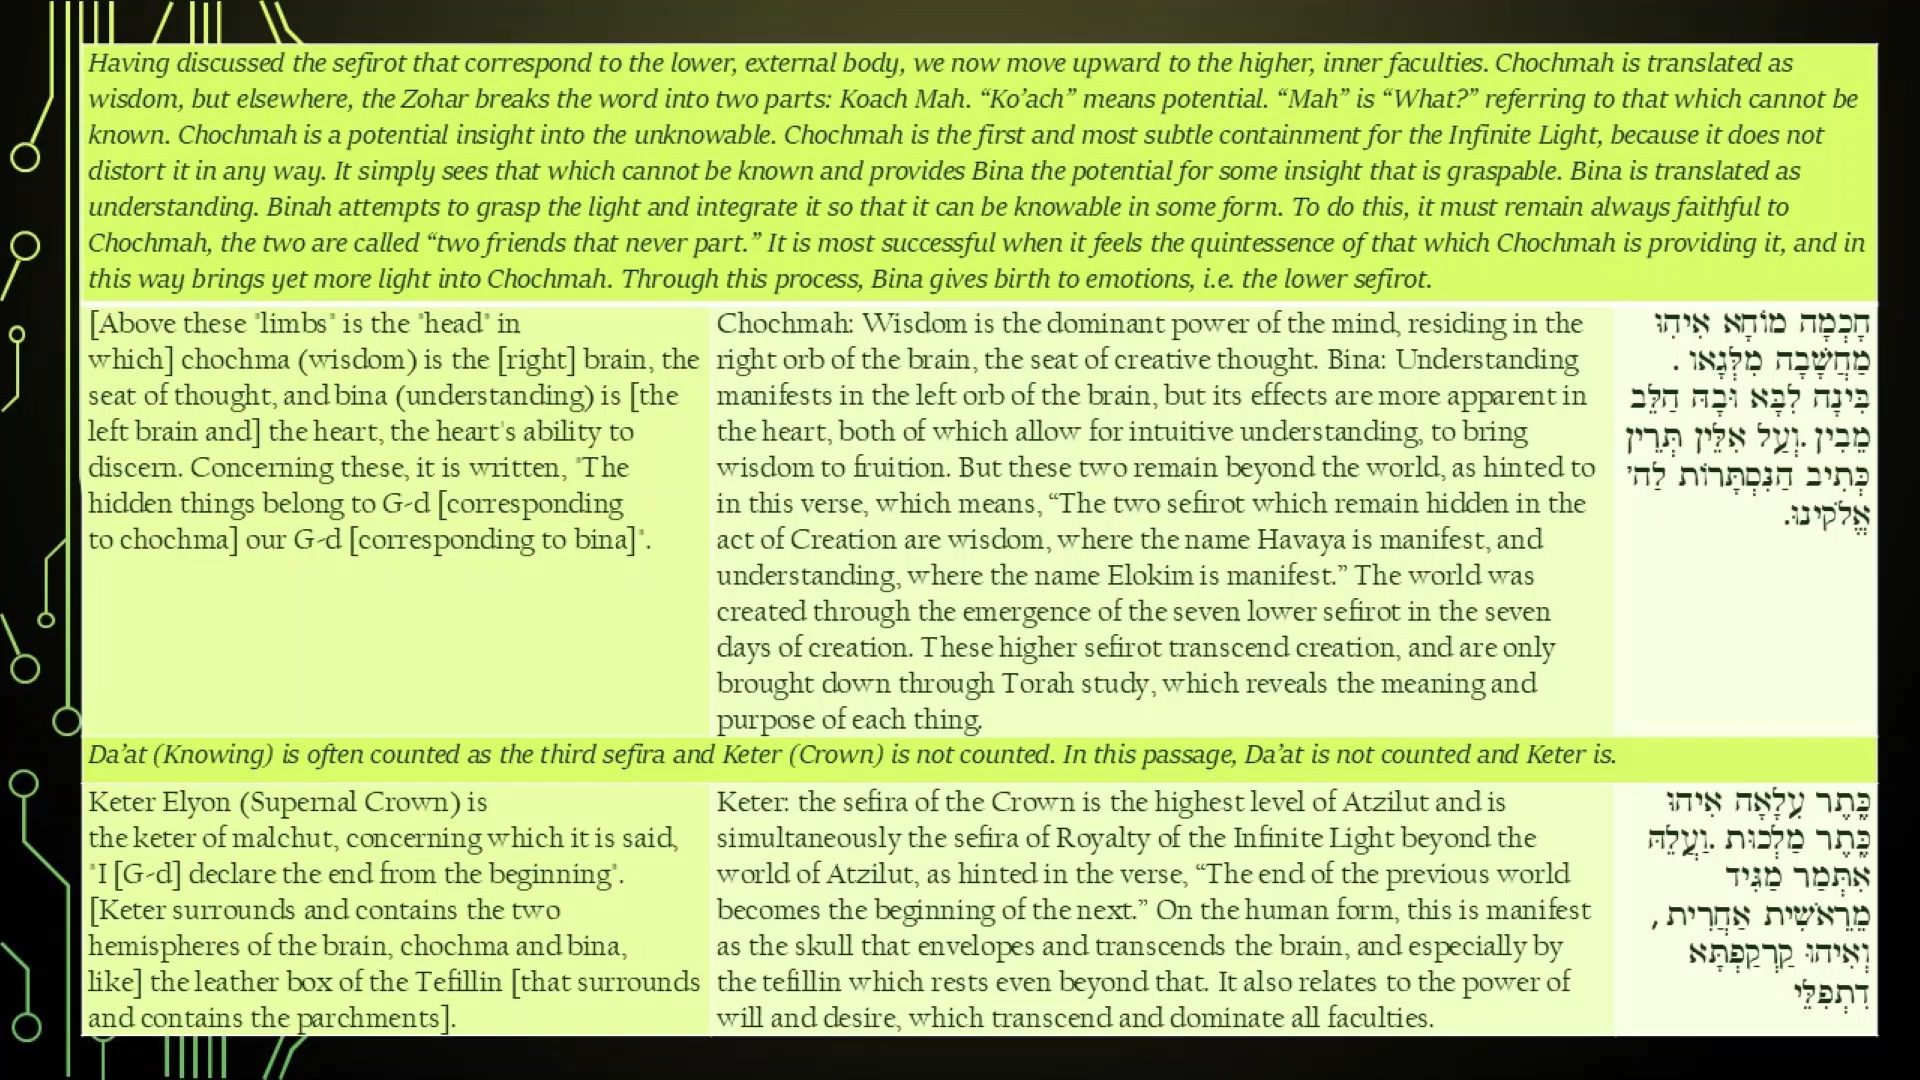 Having discussed the sefirot that correspond to the lower, external body, we now move upward to the higher, inner faculties. Chochmah is translated as
wisdom, but elsewhere, the Zohar breaks the word into two parts: Koach Mah. “Ko’ach” means potential. “Mah” is “What?” referring to that which cannot be
known. Chochmah is a potential insight into the unknowable. Chochmah is the first and most subtle containment for the Infinite Light, because it does not
distort it in any way. It simply sees that which cannot be known and provides Bina the potential for some insight that is graspable. Bina is translated as
understanding. Binah attempts to grasp the light and integrate it so that it can be knowable in some form. To do this, it must remain always faithful to
Chochmah, the two are called “two friends that never part.” It is most successful when it feels the quintessence of that which Chochmah is providing it, and in
this way brings yet more light into Chochmah. Through this process, Bina gives birth to emotions, i.e. the lower sefirot.
[Above these "limbs" is the "head" in
which] chochma (wisdom) is the [right] brain, the
seat of thought, and bina (understanding) is [the
left brain and] the heart, the heart's ability to
discern. Concerning these, it is written, "The
hidden things belong to G-d [corresponding
to chochma] our G-d [corresponding to bina]".
Chochmah: Wisdom is the dominant power of the mind, residing in the
right orb of the brain, the seat of creative thought. Bina: Understanding
manifests in the left orb of the brain, but its effects are more apparent in
the heart, both of which allow for intuitive understanding, to bring
wisdom to fruition. But these two remain beyond the world, as hinted to
in this verse, which means, “The two sefirot which remain hidden in the
act of Creation are wisdom, where the name Havaya is manifest, and
understanding, where the name Elokim is manifest.” The world was
created through the emergence of the seven lower sefirot in the seven
days of creation. These higher sefirot transcend creation, and are only
brought down through Torah study, which reveals the meaning and
purpose of each thing.
חָכְמָה מוֹחָא אִיהִוּ
מַחֲשָׁבָה מִלְּגָאו .
בִּינָה לִבָּא וּבָהּ הַלֵּב
מֵבִין .וְעַל אִלֵּין תְּרֵין
כְּתִיב הַנִּסְתָּרוֹת לַה'
אֱלֹקֵינוּ.
Da’at (Knowing) is often counted as the third sefira and Keter (Crown) is not counted. In this passage, Da’at is not counted and Keter is.
Keter Elyon (Supernal Crown) is
the keter of malchut, concerning which it is said,
"I [G-d] declare the end from the beginning".
[Keter surrounds and contains the two
hemispheres of the brain, chochma and bina,
like] the leather box of the Tefillin [that surrounds
and contains the parchments].
Keter: the sefira of the Crown is the highest level of Atzilut and is
simultaneously the sefira of Royalty of the Infinite Light beyond the
world of Atzilut, as hinted in the verse, “The end of the previous world
becomes the beginning of the next.” On the human form, this is manifest
as the skull that envelopes and transcends the brain, and especially by
the tefillin which rests even beyond that. It also relates to the power of
will and desire, which transcend and dominate all faculties.
כֶּתֶר עִלָאָה אִיהוּ
כֶּתֶר מַלְכוּת .וַעֲלֵהּ
אִתְּמַר מַגִּיד
מֵרֵאשִׁית אַחֲרִית ,
וְאִיהוּ קַרְקַפְתָּא
דִתְפִלֵּי